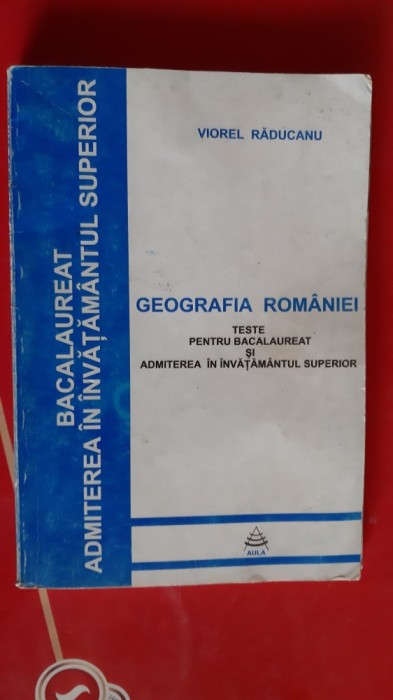 BACALAUREAT
ADMITEREA ÎN ÎNVĂȚĂMÂNTUL SUPERIOR
VIOREL RĂDUCANU
GEOGRAFIA ROMÂNIEI
TESTE
PENTRU BACALAUREAT
ȘI
ADMITEREA ÎN ÎNVĂȚĂMÂNTUL SUPERIOR
AULA